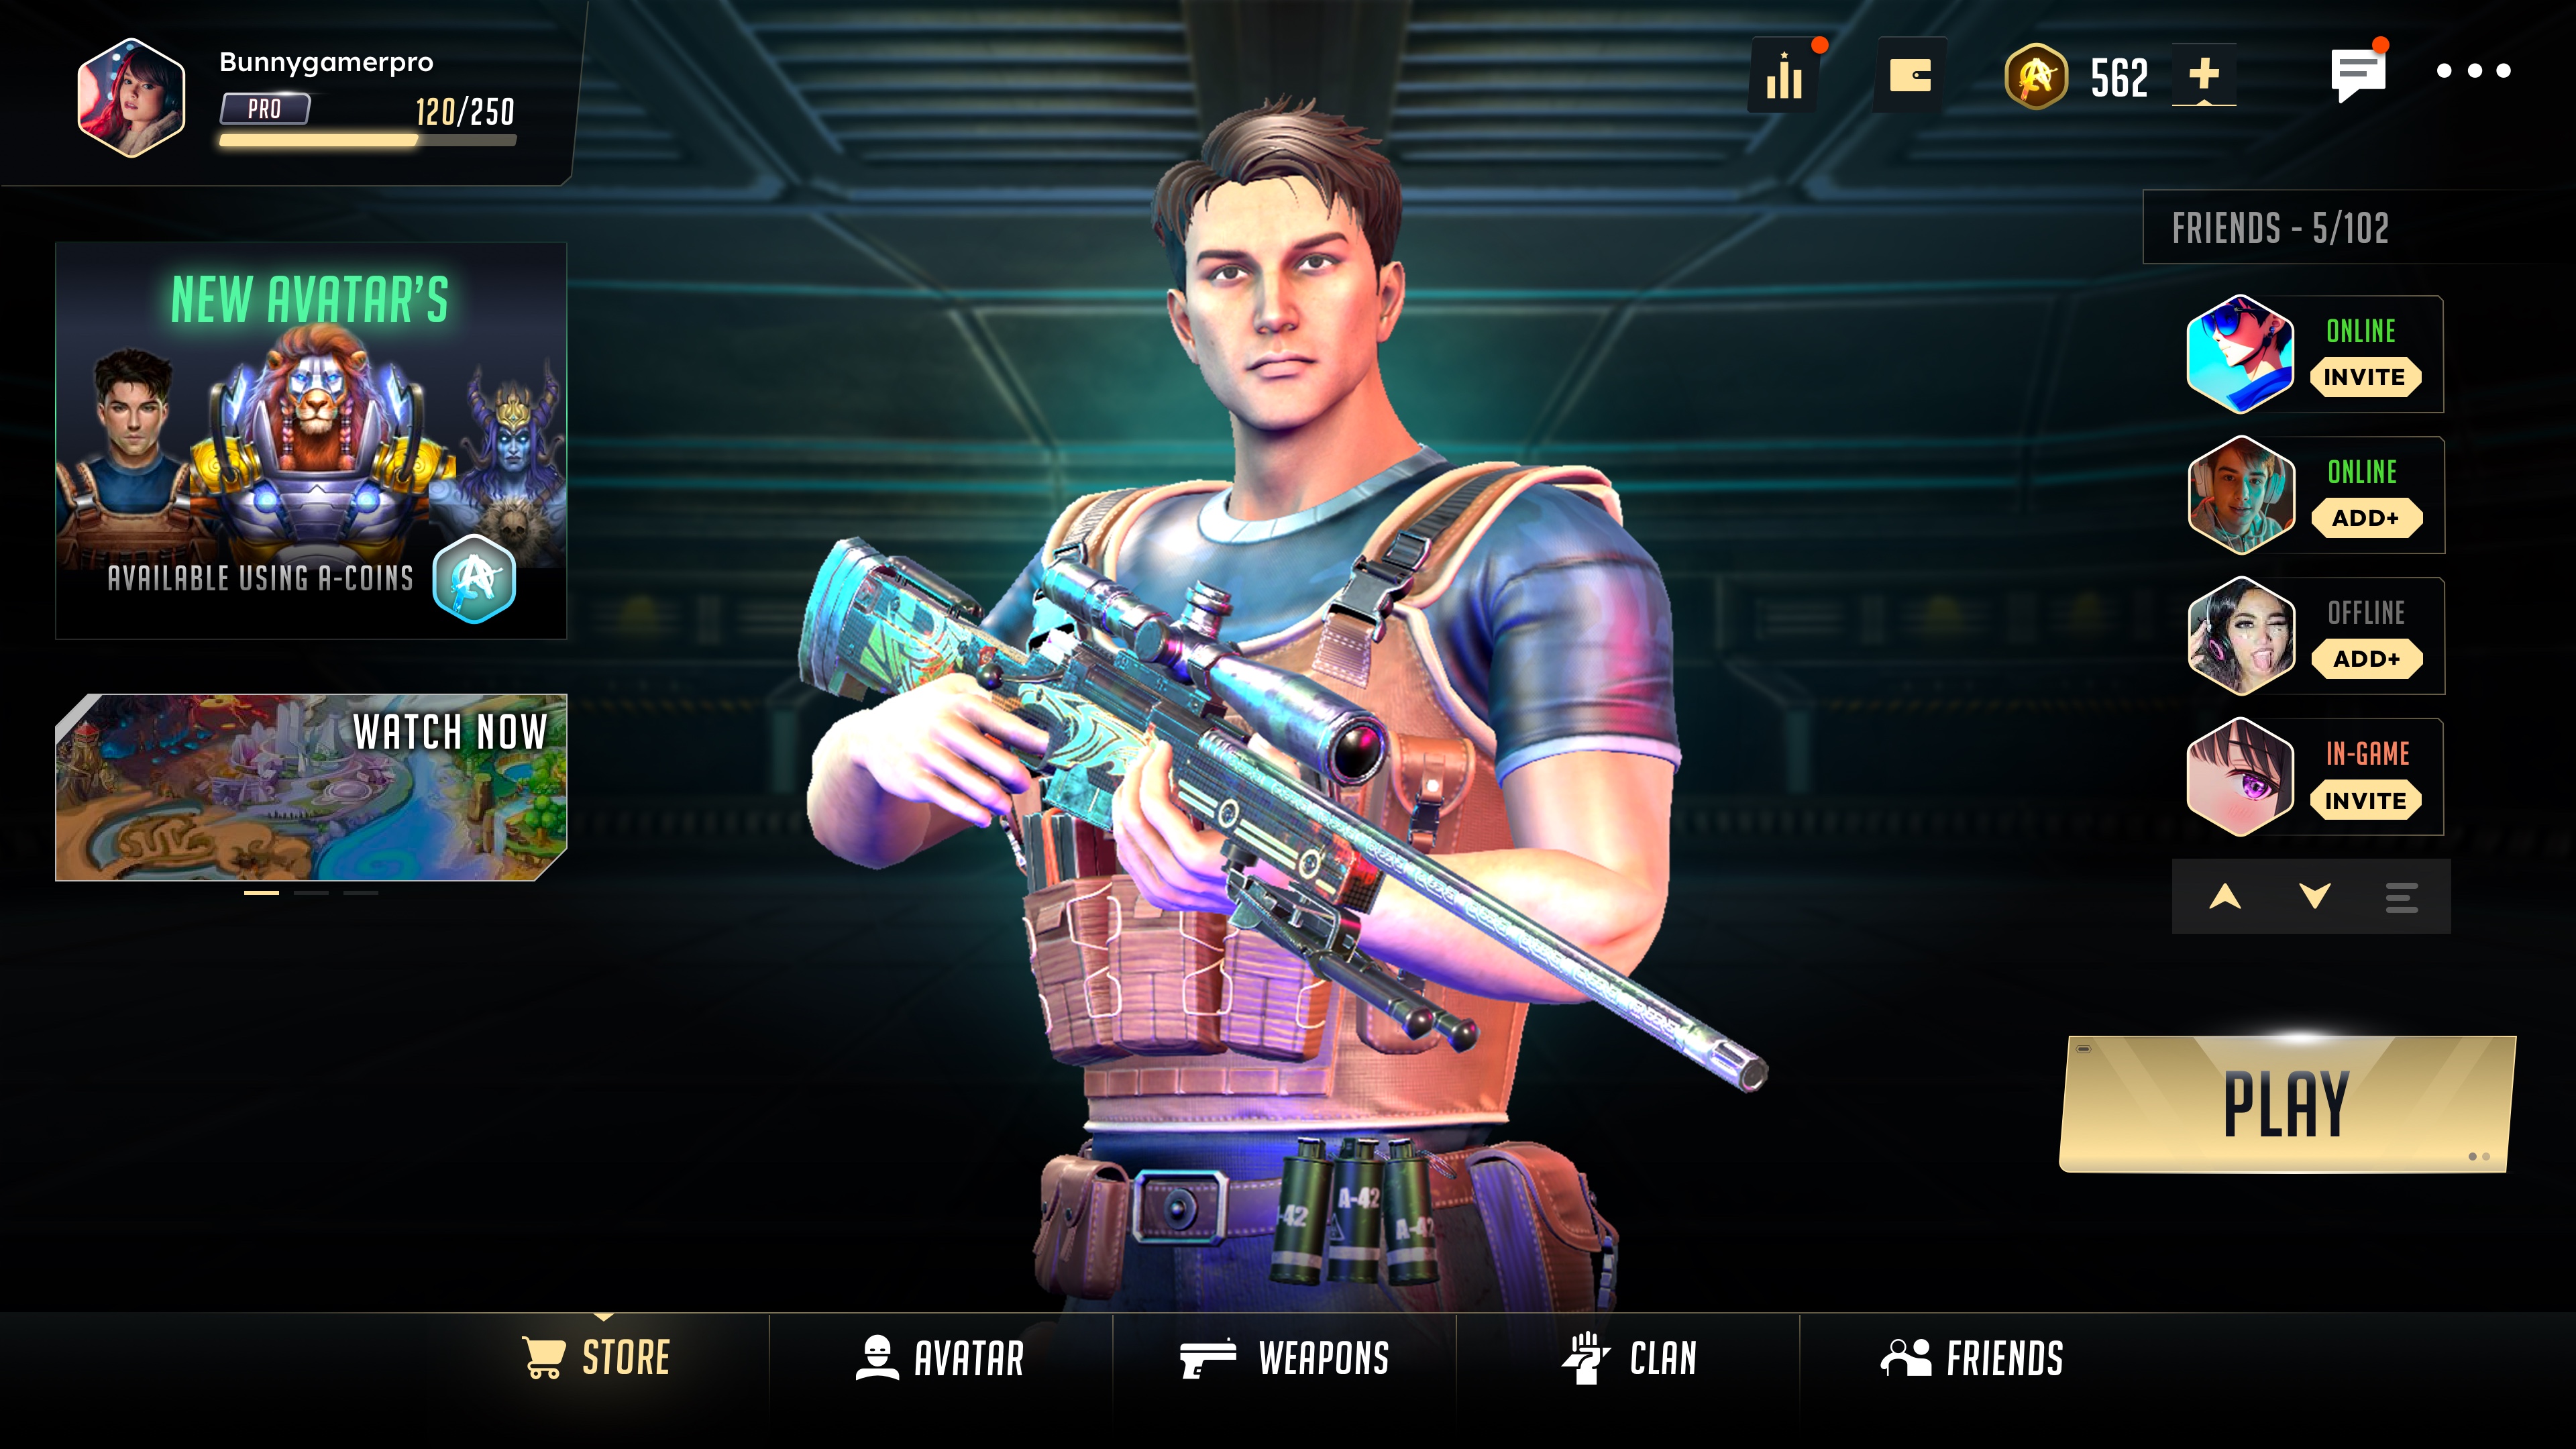 Bunnygamerpro
PRO
120/250
562
NEW AVATAR'S
AVAILABLE USING A-COINS
WATCH NOW
FRIENDS - 5/102
ONLINE
INVITE
ONLINE
ADD+
OFFLINE
ADD+
IN-GAME
INVITE
PLAY
-42
A-42
A-42
STORE
AVATAR
WEAPONS
CLAN
FRIENDS